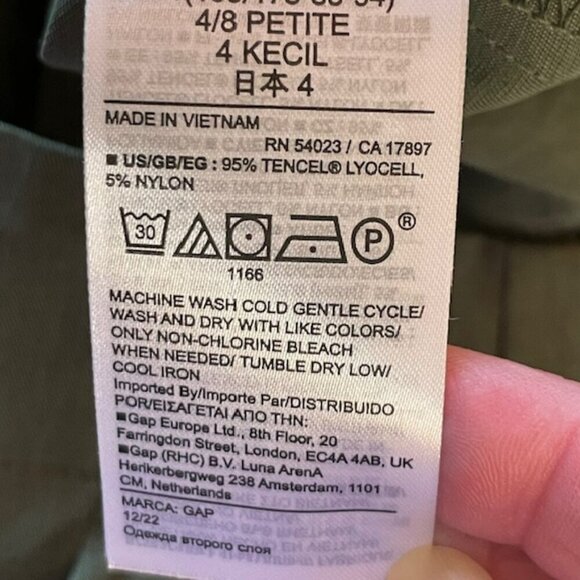 4/8 PETITE
4 KECIL
日本 4
MADE IN VIETNAM
RN 54023 / CA 17897
■ US/GB/EG : 95% TENCEL® LYOCELL,
5% NYLON
30 P ®
1166
MACHINE WASH COLD GENTLE CYCLE/
WASH AND DRY WITH LIKE COLORS/
ONLY NON-CHLORINE BLEACH
WHEN NEEDED/ TUMBLE DRY LOW/
COOL IRON
Imported By/Importe Par/DISTRIBUIDO
POR/ΕΙΣΑΓΕΤΑΙ ΑΠΟ ΤΗΝ:
■Gap Europe Ltd., 8th Floor, 20
Farringdon Street, London, EC4A 4AB, UK
■Gap (RHC) B.V. Luna ArenA
Herikerbergweg 238 Amsterdam, 1101
CM, Netherlands
MARCA: GAP
12/22
Одежда второго слоя